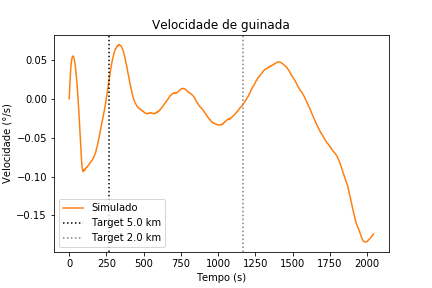 Velocidade de guinada
Velocidade (°/s)
0.05
0.00
−0.05
−0.10
−0.15
Simulado
Target 5.0 km
Target 2.0 km
0 250 500 750 1000 1250 1500 1750 2000
Tempo (s)